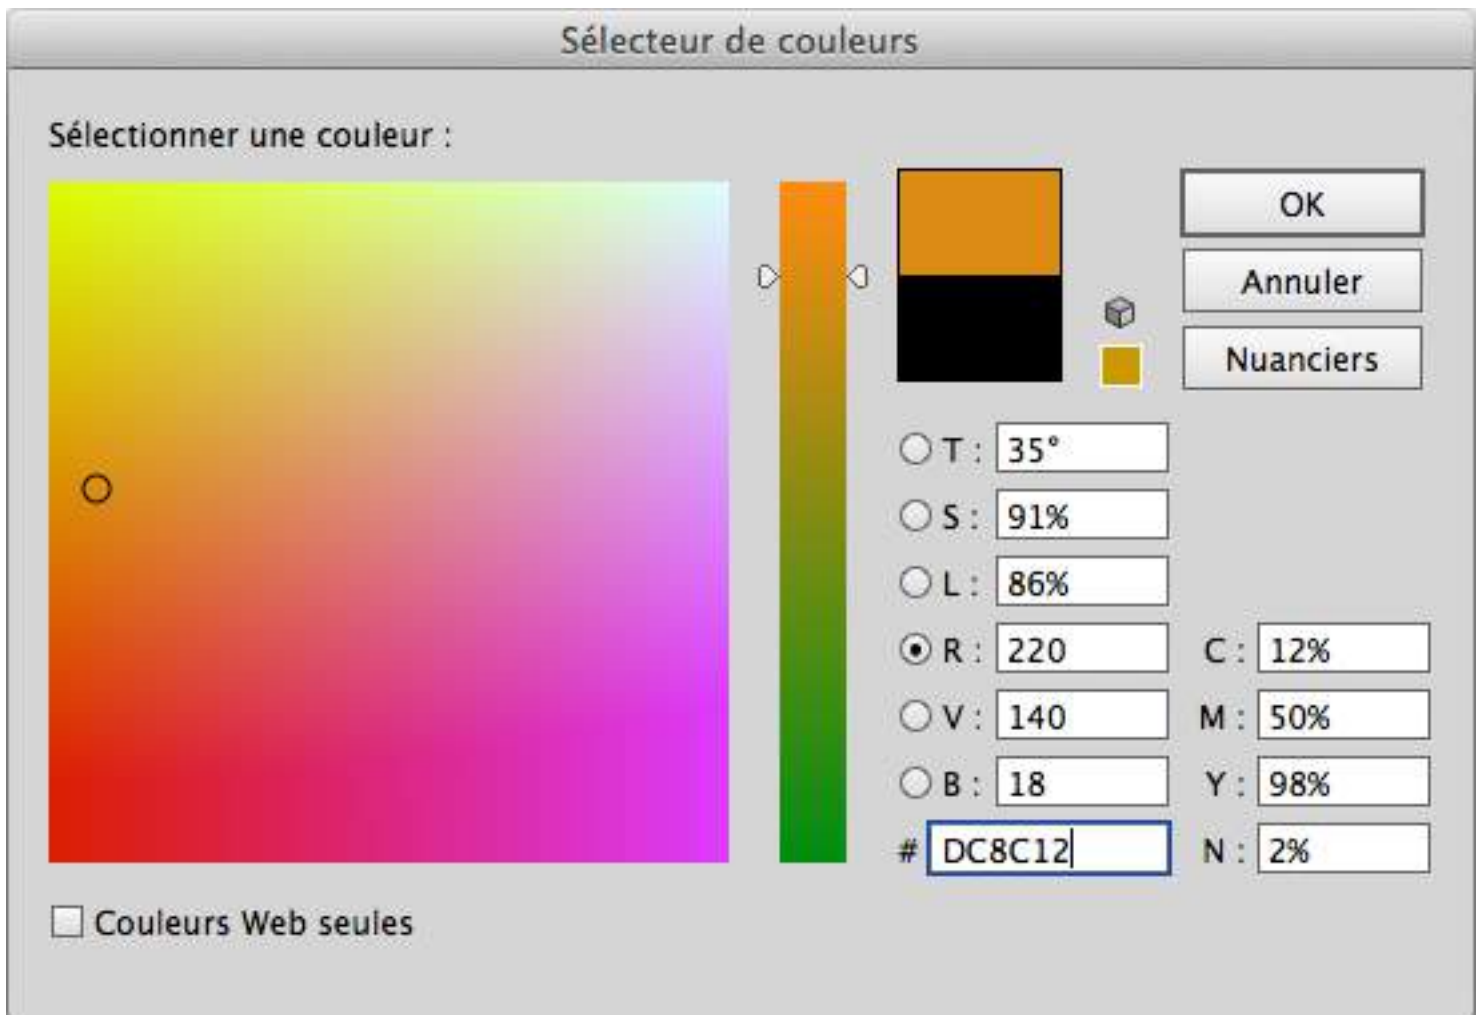 Sélecteur de couleurs
Sélectionner une couleur :
OK
Annuler
Nuanciers
T : 35°
S : 91%
L : 86%
R : 220 C : 12%
V : 140 M : 50%
B : 18 Y : 98%
# DC8C12 N : 2%
Couleurs Web seules